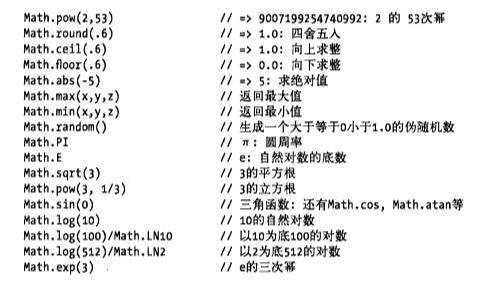 Math.pow(2,53) // => 9007199254740992: 2 的 53次幂
Math.round(.6) // => 1.0: 四舍五入
Math.ceil(.6) // => 1.0: 向上求整
Math.floor(.6) // => 0.0: 向下求整
Math.abs(-5) // => 5: 求绝对值
Math.max(x,y,z) // 返回最大值
Math.min(x,y,z) // 返回最小值
Math.random() // 生成一个大于等于0小于1.0的伪随机数
Math.PI // π: 圆周率
Math.E // e: 自然对数的底数
Math.sqrt(3) // 3的平方根
Math.pow(3, 1/3) // 3的立方根
Math.sin(0) // 三角函数: 还有Math.cos, Math.atan等
Math.log(10) // 10的自然对数
Math.log(100)/Math.LN10 // 以10为底100的对数
Math.log(512)/Math.LN2 // 以2为底512的对数
Math.exp(3) // e的三次幂